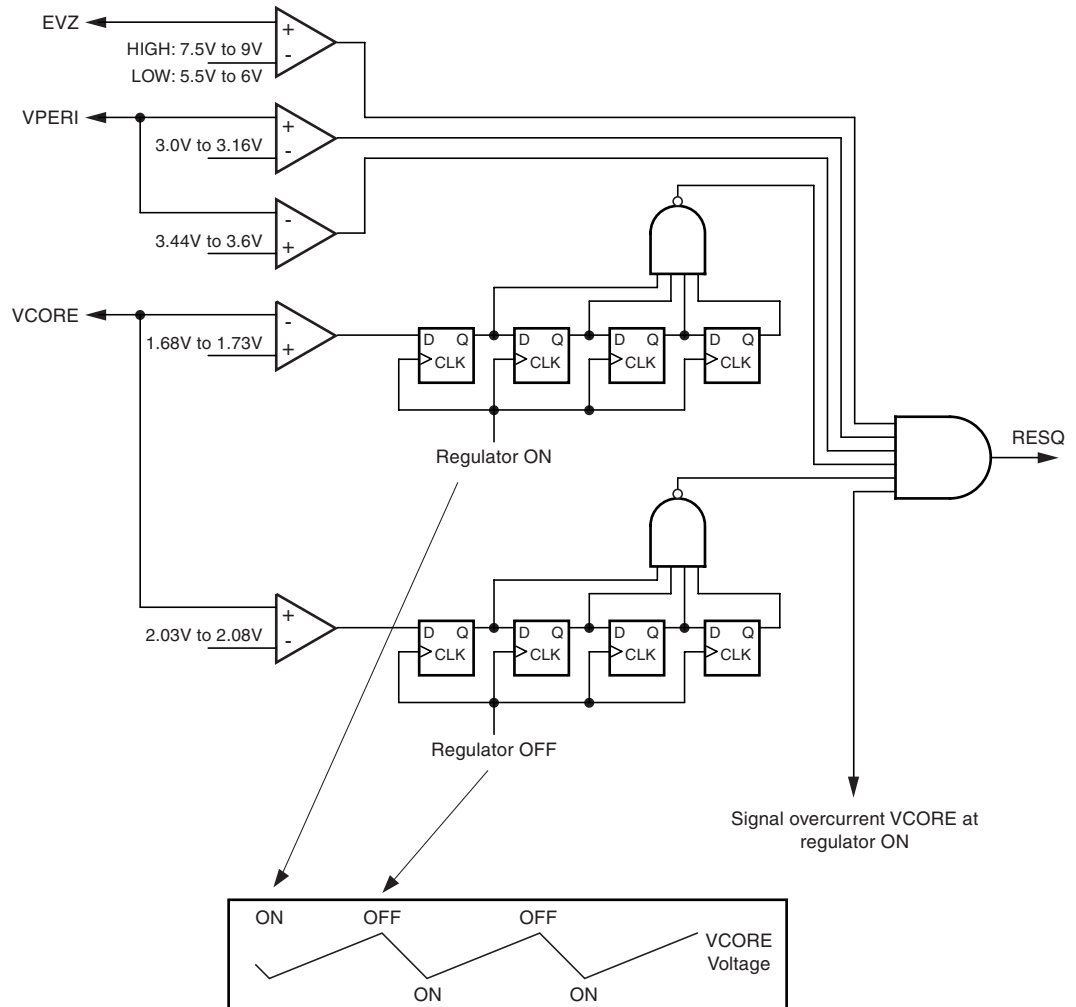 EVZ
+
HIGH: 7.5V to 9V
-
LOW: 5.5V to 6V
VPERI
+
3.0V to 3.16V
-
-
3.44V to 3.6V
+
VCORE
-
1.68V to 1.73V
+
D Q
CLK
D Q
CLK
D Q
CLK
D Q
CLK
Regulator ON
RESQ
+
2.03V to 2.08V
-
D Q
CLK
D Q
CLK
D Q
CLK
D Q
CLK
Regulator OFF
Signal overcurrent VCORE at
regulator ON
ON OFF OFF
VCORE
Voltage
ON ON